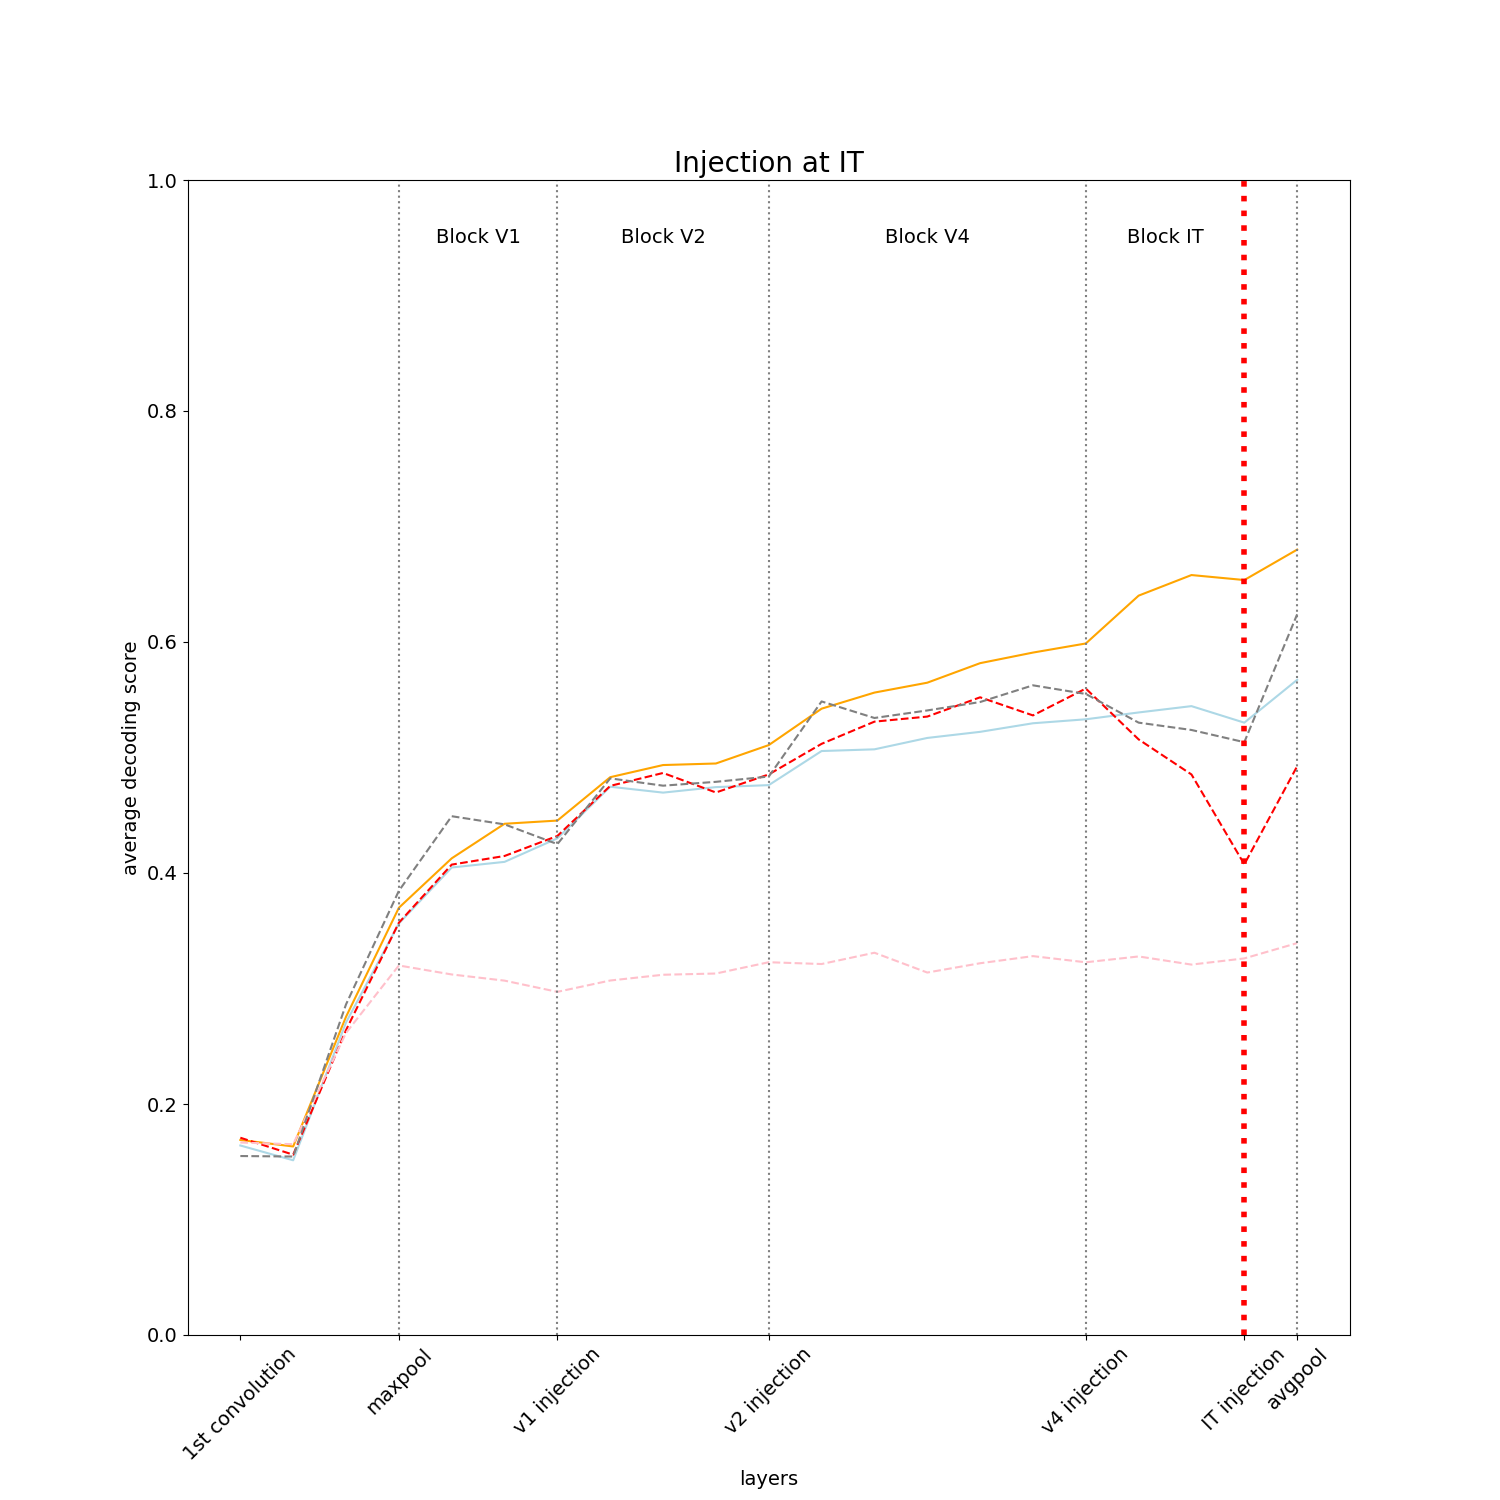 Injection at IT
1.0
Block V1
Block V2
Block V4
Block IT
0.8
0.6
0.4
0.2
0.0
average decoding score
1st convolution
maxpool
v1 injection
v2 injection
v4 injection
IT injection
avgpool
layers